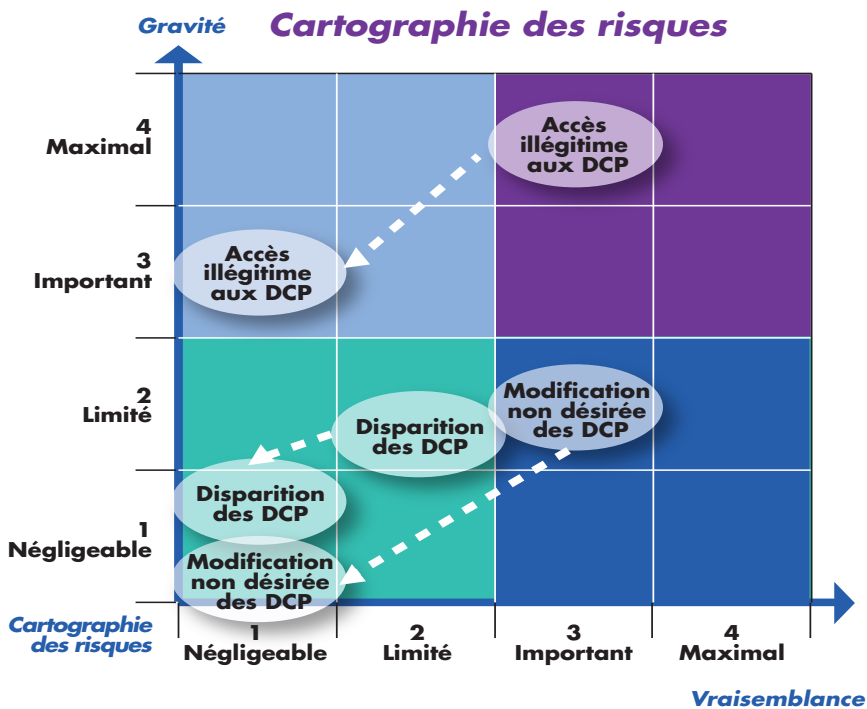 Gravité
Cartographie des risques
4
Maximal
Accès
illégitime
aux DCP
3
Important
Accès
illégitime
aux DCP
2
Limité
Modification
non désirée
des DCP
Disparition
des DCP
1
Négligeable
Disparition
des DCP
Modification
non désirée
des DCP
Cartographie
des risques
1
Négligeable
2
Limité
3
Important
4
Maximal
Vraisemblance